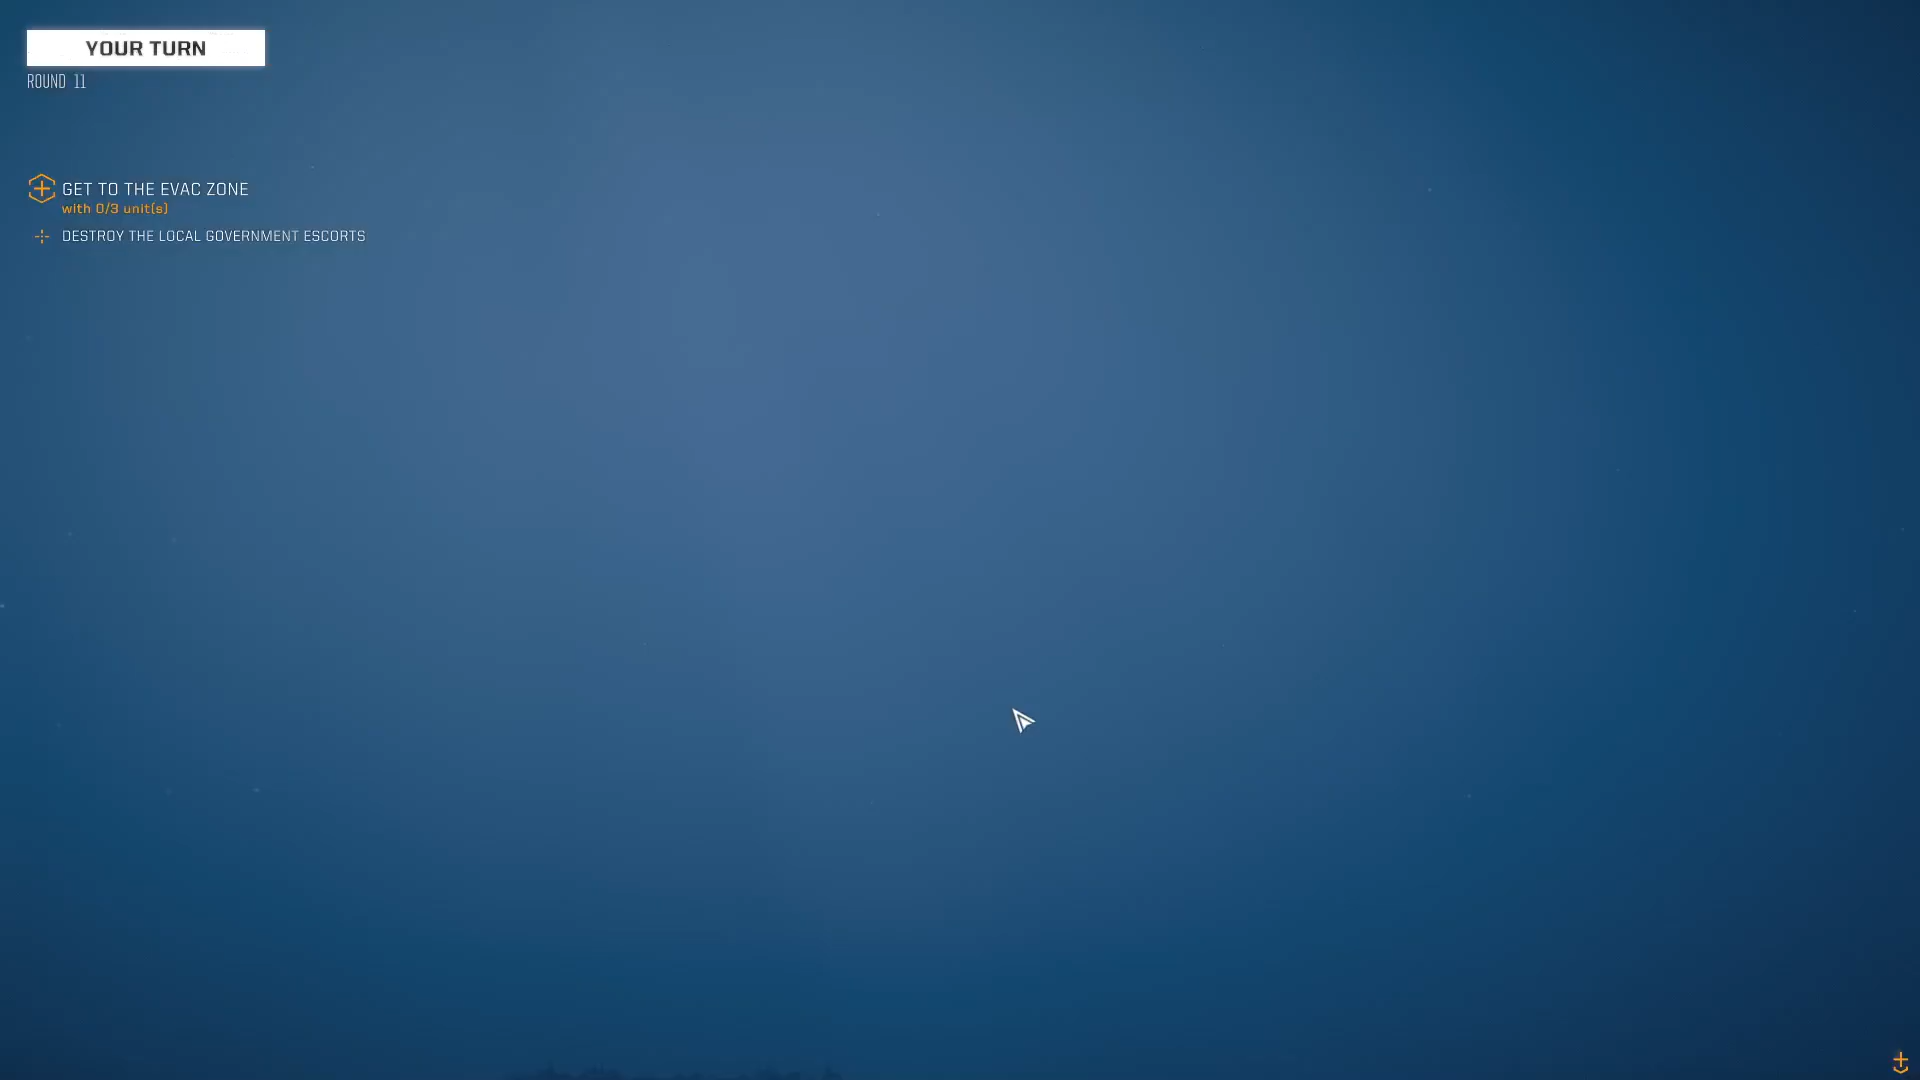 YOUR TURN
ROUND 11
GET TO THE EVAC ZONE
with 0/3 unit(s)
DESTROY THE LOCAL GOVERNMENT ESCORTS